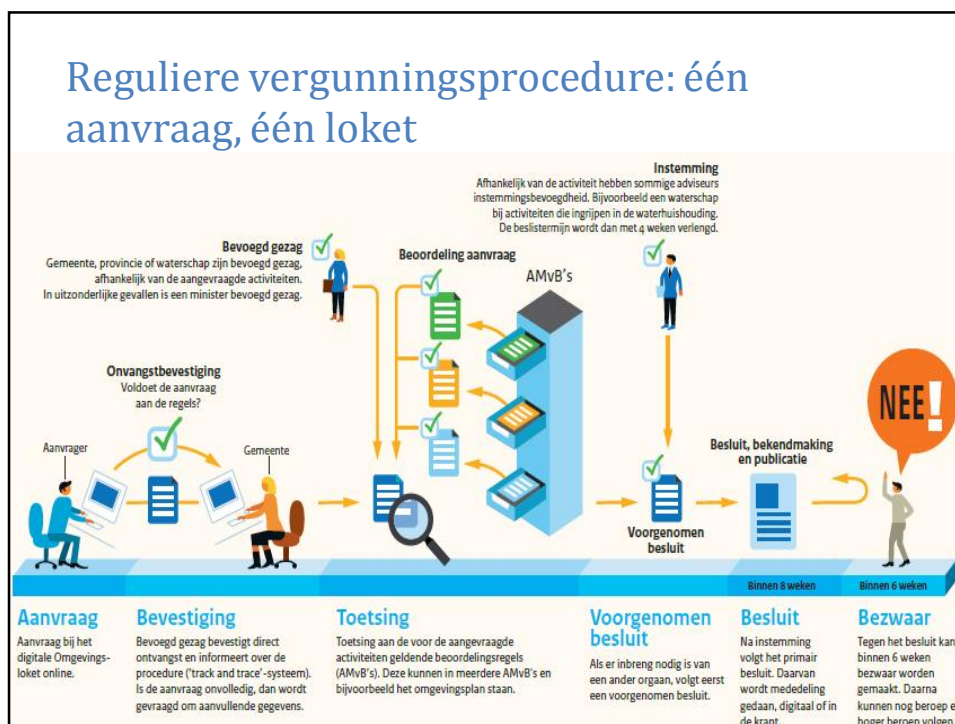 Reguliere vergunningsprocedure: één
aanvraag, één loket
Instemming
Afhankelijk van de activiteit hebben sommige adviseurs
instemmingsbevoegdheid. Bijvoorbeeld een waterschap
bij activiteiten die ingrijpen in de waterhuishouding.
De beslistermijn wordt dan met 4 weken verlengd.
Bevoegd gezag
Gemeente, provincie of waterschap zijn bevoegd gezag,
afhankelijk van de aangevraagde activiteiten.
In uitzonderlijke gevallen is een minister bevoegd gezag.
Beoordeling aanvraag
AMvB's
Onvangstbevestiging
Voldoet de aanvraag
aan de regels?
Aanvrager
Gemeente
NEE!
Besluit, bekendmaking
en publicatie
Voorgenomen
besluit
Binnen 8 weken
Binnen 6 weken
Aanvraag
Aanvraag bij het
digitale Omgevings-
loket online.
Bevestiging
Bevoegd gezag bevestigt direct
ontvangst en informeert over de
procedure ('track and trace'-systeem).
Is de aanvraag onvolledig, dan wordt
gevraagd om aanvullende gegevens.
Toetsing
Toetsing aan de voor de aangevraagde
activiteiten geldende beoordelingsregels
(AMvB's). Deze kunnen in meerdere AMvB's en
bijvoorbeeld het omgevingsplan staan.
Voorgenomen
besluit
Als er inbreng nodig is van
een ander orgaan, volgt eerst
een voorgenomen besluit.
Besluit
Na instemming
volgt het primair
besluit. Daarvan
wordt mededeling
gedaan, digitaal of in
de krant.
Bezwaar
Tegen het besluit kan
binnen 6 weken
bezwaar worden
gemaakt. Daarna
kunnen nog beroep e
hoger beroep volgen.